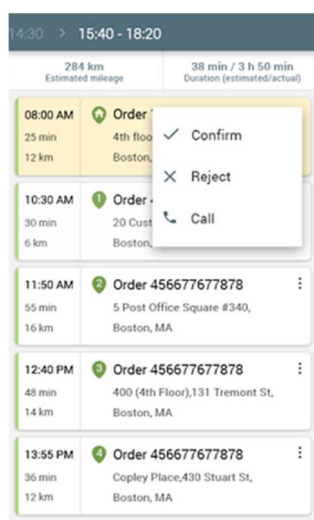 14:30 > 15:40 - 18:20
284 km
Estimated mileage
38 min / 3 h 50 min
Duration (estimated/actual)
08:00 AM Order
25 min 4th floo
12 km Boston,
Confirm
Reject
Call
10:30 AM 1 Order
30 min 20 Cust
6 km Boston,
11:50 AM 2 Order 456677677878
55 min 5 Post Office Square #340,
16 km Boston, MA
12:40 PM 3 Order 456677677878
48 min 400 (4th Floor),131 Tremont St,
14 km Boston, MA
13:55 PM 4 Order 456677677878
36 min Copley Place,430 Stuart St,
12 km Boston, MA